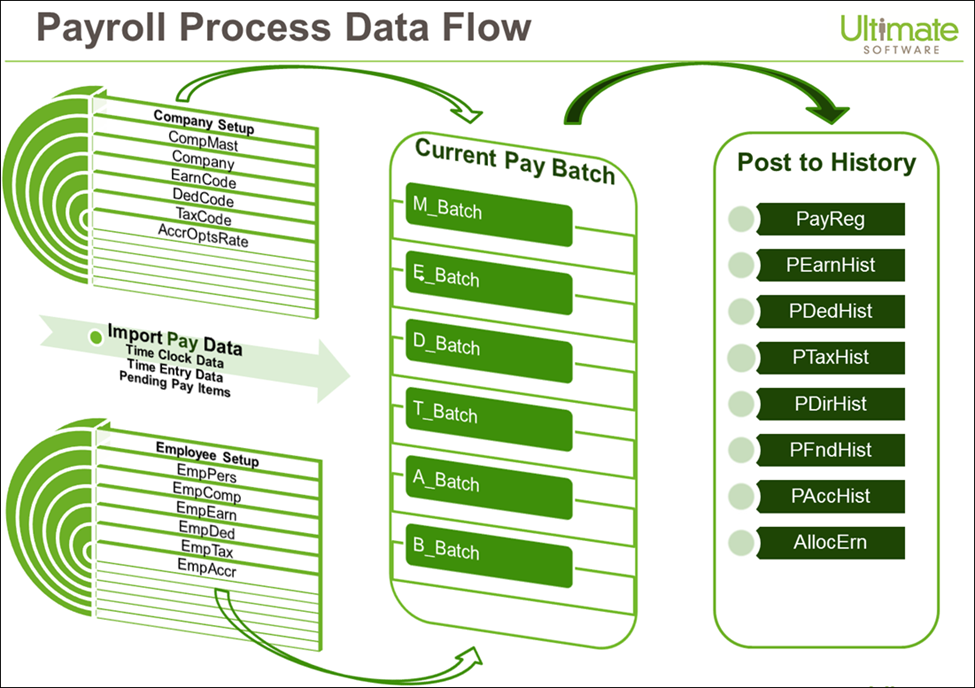 Payroll Process Data Flow
Ultimate
SOFTWARE
Company Setup
CompMast
Company
EarnCode
DedCode
TaxCode
AccrOptsRate
Import Pay Data
Time Clock Data
Time Entry Data
Pending Pay Items
Employee Setup
EmpPers
EmpComp
EmpEarn
EmpDed
EmpTax
EmpAccr
Current Pay Batch
M_Batch
E_Batch
D_Batch
T_Batch
A_Batch
B_Batch
Post to History
PayReg
PEarnHist
PDedHist
PTaxHist
PDirHist
PFndHist
PAccHist
AllocErn